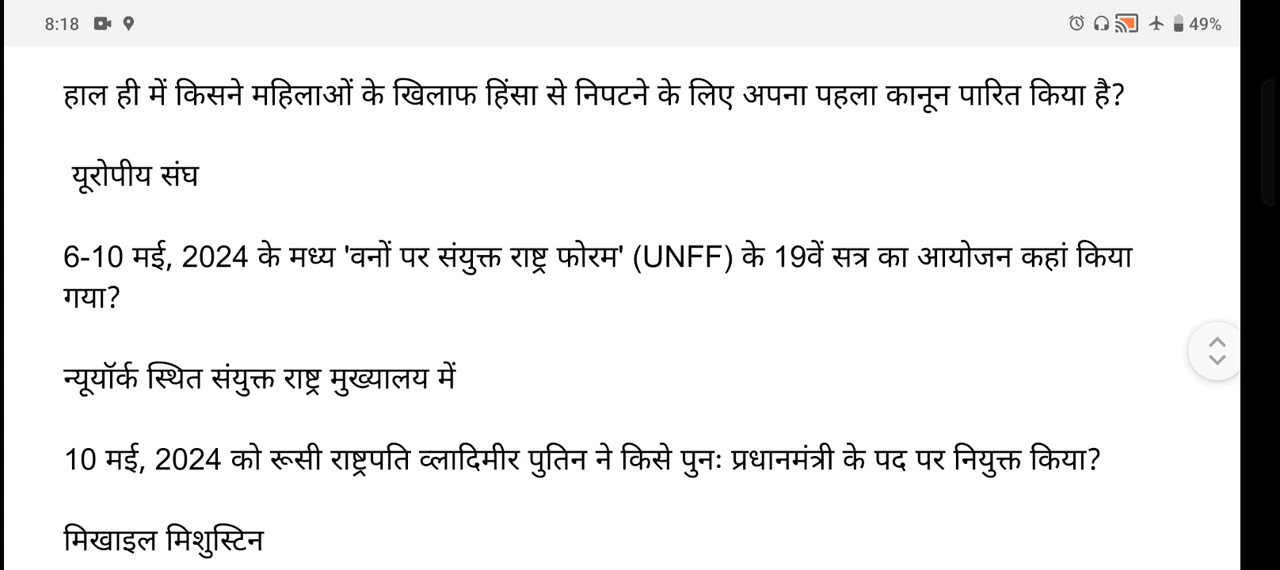 8:18
49%
हाल ही में किसने महिलाओं के खिलाफ हिंसा से निपटने के लिए अपना पहला कानून पारित किया है?
यूरोपीय संघ
6-10 मई, 2024 के मध्य 'वनों पर संयुक्त राष्ट्र फोरम' (UNFF) के 19वें सत्र का आयोजन कहां किया
गया?
न्यूयॉर्क स्थित संयुक्त राष्ट्र मुख्यालय में
10 मई, 2024 को रूसी राष्ट्रपति व्लादिमीर पुतिन ने किसे पुनः प्रधानमंत्री के पद पर नियुक्त किया?
मिखाइल मिशुस्टिन